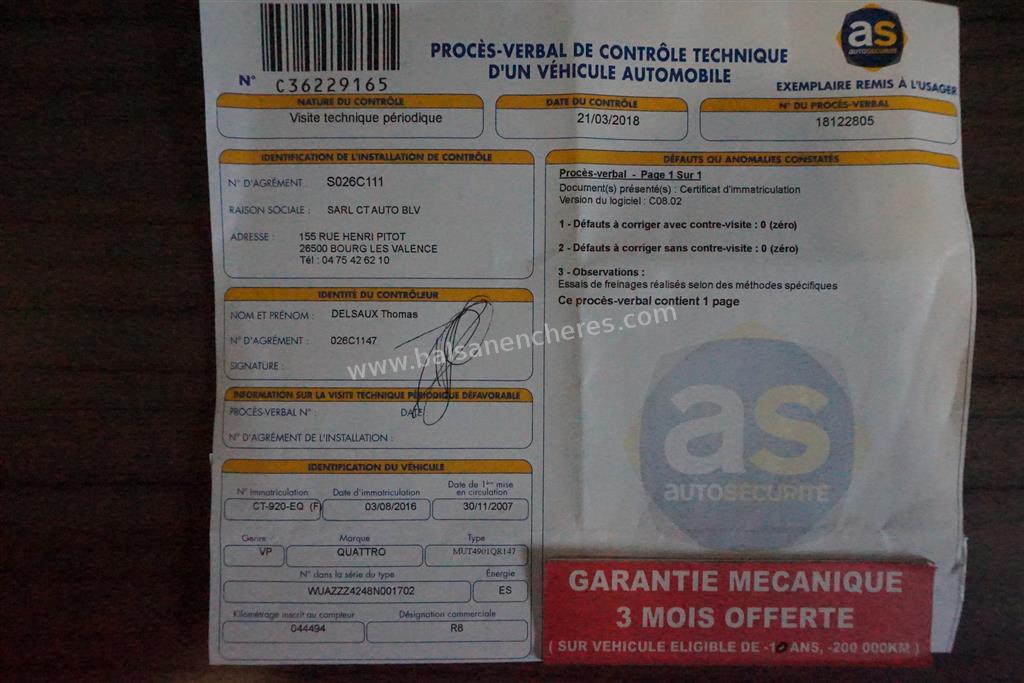 PROCÈS-VERBAL DE CONTRÔLE TECHNIQUE
D'UN VÉHICULE AUTOMOBILE
as
AUTOSÉCURITÉ
N° C36229165
EXEMPLAIRE REMIS À L'USAGER
NATURE DU CONTRÔLE
Visite technique périodique
DATE DU CONTRÔLE
21/03/2018
N° DU PROCÈS-VERBAL
18122805
IDENTIFICATION DE L'INSTALLATION DE CONTRÔLE
N° D'AGRÉMENT : S026C111
RAISON SOCIALE : SARL CT AUTO BLV
ADRESSE : 155 RUE HENRI PITOT
26500 BOURG LES VALENCE
Tél : 04 75 42 62 10
IDENTITÉ DU CONTRÔLEUR
NOM ET PRÉNOM : DELSAUX Thomas
N° D'AGRÉMENT : 026C1147
SIGNATURE :
INFORMATION SUR LA VISITE TECHNIQUE PÉRIODIQUE DÉFAVORABLE
PROCÈS-VERBAL N° : DATE
N° D'AGRÉMENT DE L'INSTALLATION :
IDENTIFICATION DU VÉHICULE
N° Immatriculation Date d'immatriculation Date de 1ère mise
en circulation
CT-920-EQ (F) 03/08/2016 30/11/2007
Genre Marque Type
VP QUATTRO MUT4901QR147
N° dans la série du type Énergie
WUAZZZ4248N001702 ES
Kilométrage inscrit au compteur Désignation commerciale
044494 R8
DÉFAUTS OU ANOMALIES CONSTATÉS
Procès-verbal - Page 1 Sur 1
Document(s) présenté(s) : Certificat d'immatriculation
Version du logiciel : C08.02
1 - Défauts à corriger avec contre-visite : 0 (zéro)
2 - Défauts à corriger sans contre-visite : 0 (zéro)
3 - Observations :
Essais de freinages réalisés selon des méthodes spécifiques
Ce procès-verbal contient 1 page
www.balsanencheres.com
as
AUTOSÉCURITÉ
GARANTIE MECANIQUE
3 MOIS OFFERTE
( SUR VEHICULE ELIGIBLE DE -10 ANS, -200 000KM )